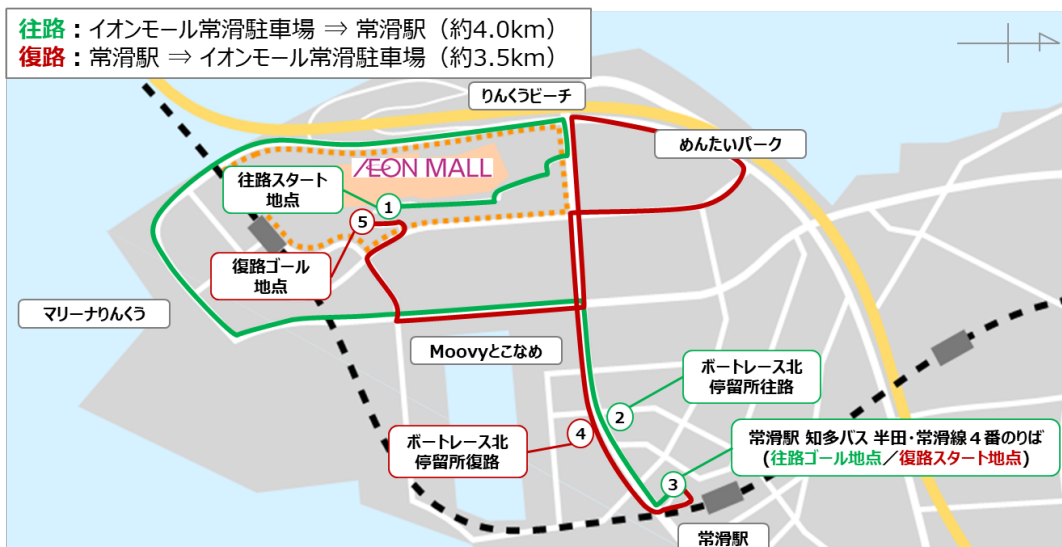 往路：イオンモール常滑駐車場 ⇒ 常滑駅（約4.0km）
復路：常滑駅 ⇒ イオンモール常滑駐車場（約3.5km）
りんくうビーチ
めんたいパーク
ÆON MALL
往路スタート
地点
①
⑤
復路ゴール
地点
マリーナりんくう
Moovyとこなめ
ボートレース北
停留所往路
②
④
ボートレース北
停留所復路
常滑駅 知多バス 半田・常滑線４番のりば
(往路ゴール地点／復路スタート地点)
③
常滑駅